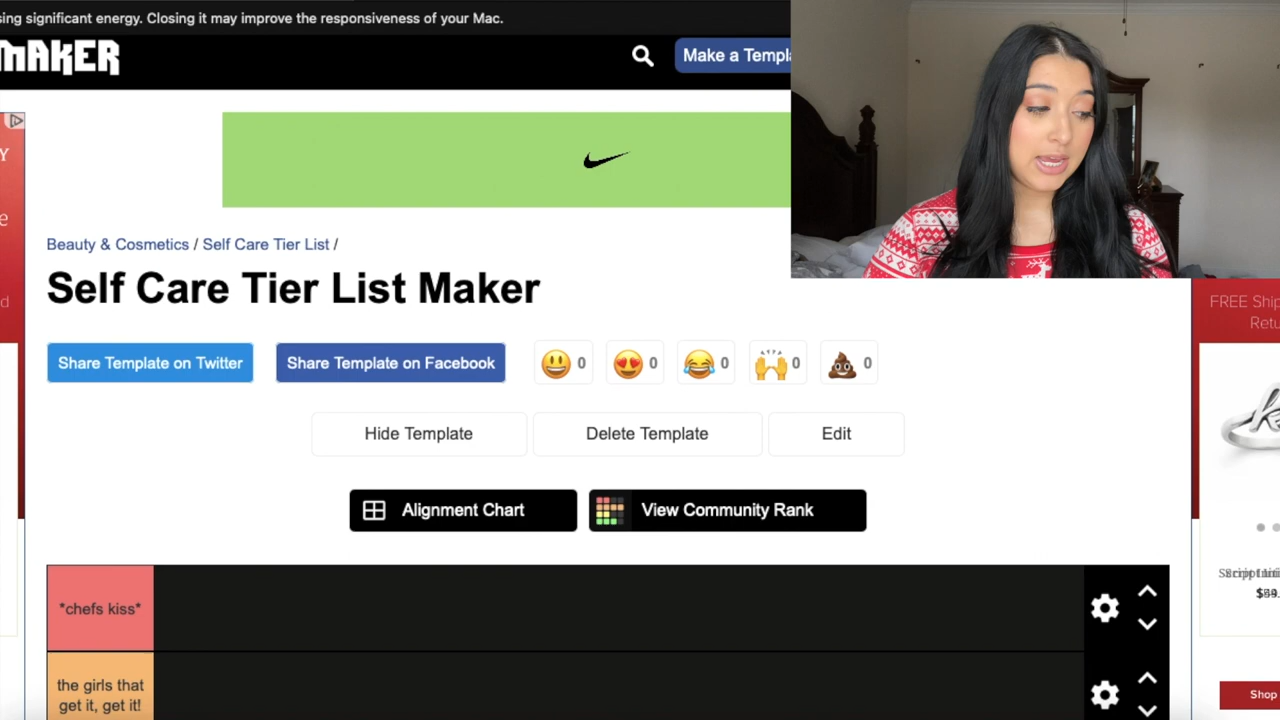 sing significant energy. Closing it may improve the responsiveness of your Mac.
MAKER
Make a Templ
Y
e
d
Beauty & Cosmetics / Self Care Tier List /
Self Care Tier List Maker
Share Template on Twitter
Share Template on Facebook
0
0
0
0
0
Hide Template
Delete Template
Edit
Alignment Chart
View Community Rank
*chefs kiss*
the girls that
get it, get it!
FREE Ship
Retu
Shop